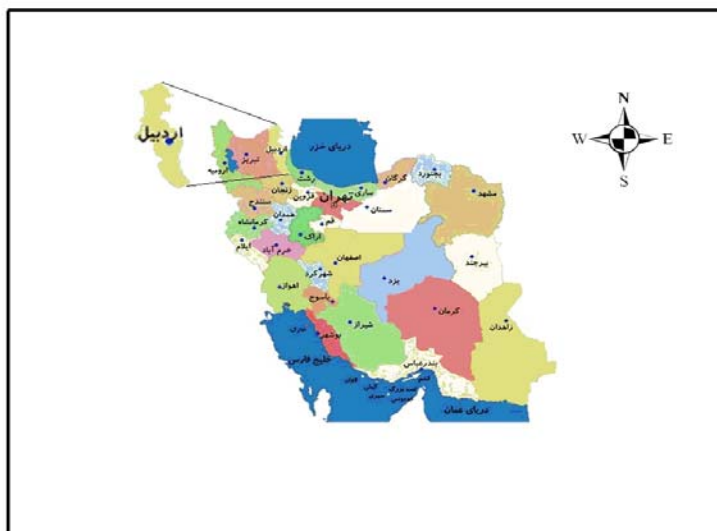 اردبیل
دریای خزر
اردبیل
تبریز
ارومیه
رشت
زنجان
قزوین
تهران
ساری
گرگان
بجنورد
مشهد
سمنان
سنندج
همدان
قم
کرمانشاه
اراک
ایلام
خرم آباد
اصفهان
بیرجند
شهرکرد
یزد
اهواز
یاسوج
شیراز
کرمان
زاهدان
بوشهر
خلیج فارس
بندرعباس
قشم
کیش
دریای عمان
N
W
E
S